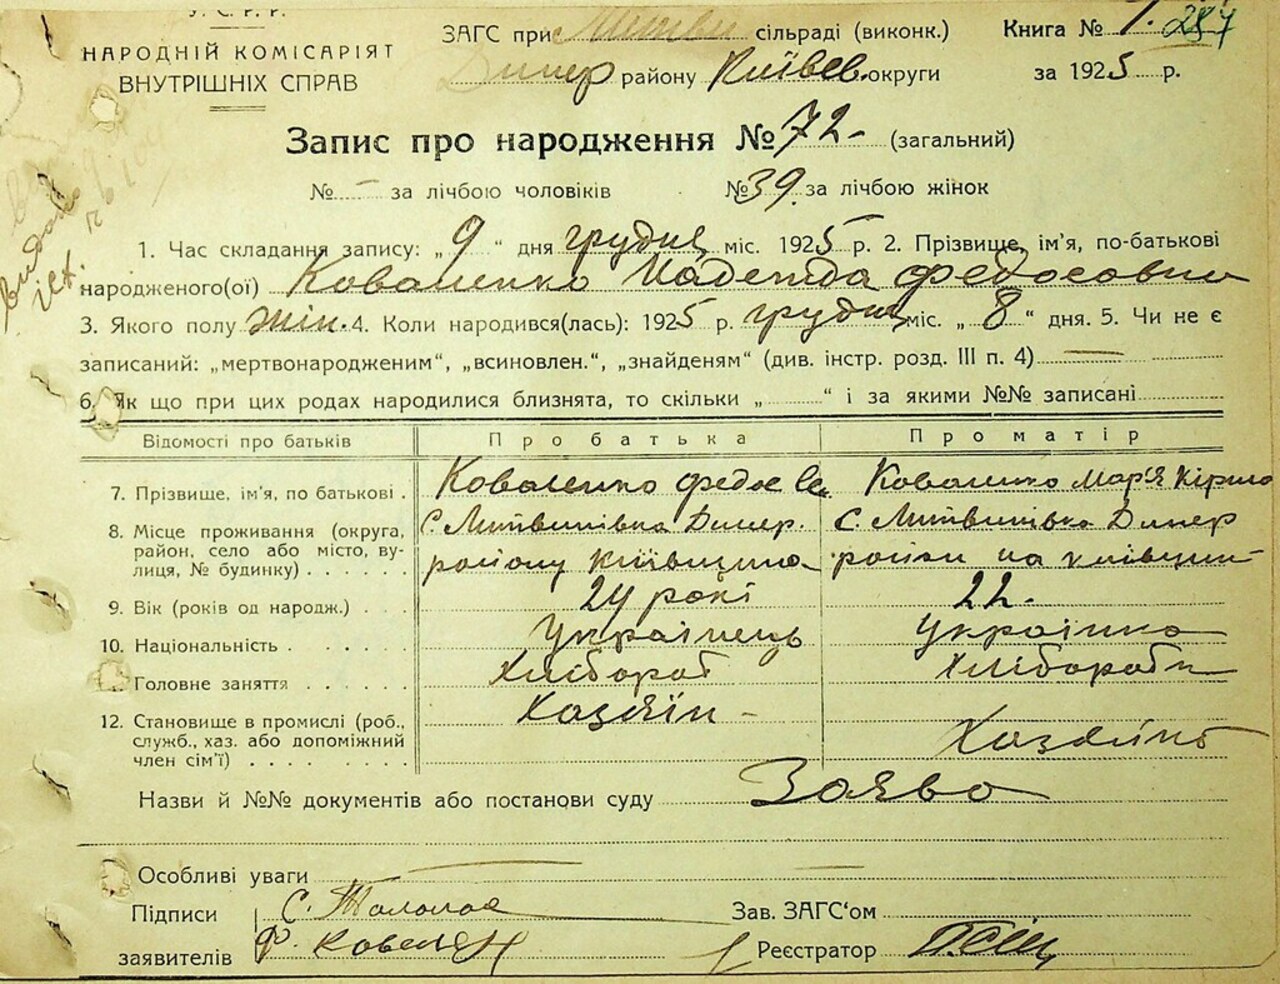 У. С. Р. Р.
НАРОДНІЙ КОМІСАРІЯТ
ВНУТРІШНІХ СПРАВ
ЗАГС при Литви сільраді (виконк.) Книга № 1. 287
Димер району Київськ. округи за 1925 р.
Запис про народження № 72- (загальний)
№ - за лічбою чоловіків № 39. за лічбою жінок
1. Час складання запису: „9“ дня грудня міс. 1925 р. 2. Прізвище, ім'я, по-батькові
народженого(ої) Коваленко Надежда Федосовна
3. Якого полу жін. 4. Коли народився(лась): 1925 р. грудня міс. „8“ дня. 5. Чи не є
записаний: „мертвонародженим“, „всиновлен.“, „знайденям“ (див. інстр. розд. III п. 4) —
6. Як що при цих родах народилися близнята, то скільки „ “ і за якими №№ записані
Відомості про батьків Про батька Про матір
7. Прізвище, ім'я, по батькові . Коваленко Федос Коваленко Мар'я Кірило
8. Місце проживання (округа, район, село або місто, вулиця, № будинку) . . . . . . с. Литвинівка Димер. району Київщина с. Литвинівка Димер району на Київщині
9. Вік (років од народж.) . . . 24 рокі 22.
10. Національність . . . . . . Українець Українка
Головне заняття . . . . . . Хлібороб Хліборобк
12. Становище в промислі (роб., служб., хаз. або допоміжний член сім'ї) . . . . . . . Хазяїн - Хазяїнь
Назви й №№ документів або постанови суду Заява
Особливі уваги —
Підписи С. Талолає Зав. ЗАГС'ом
заявителів Ф. Ковален Реєстратор